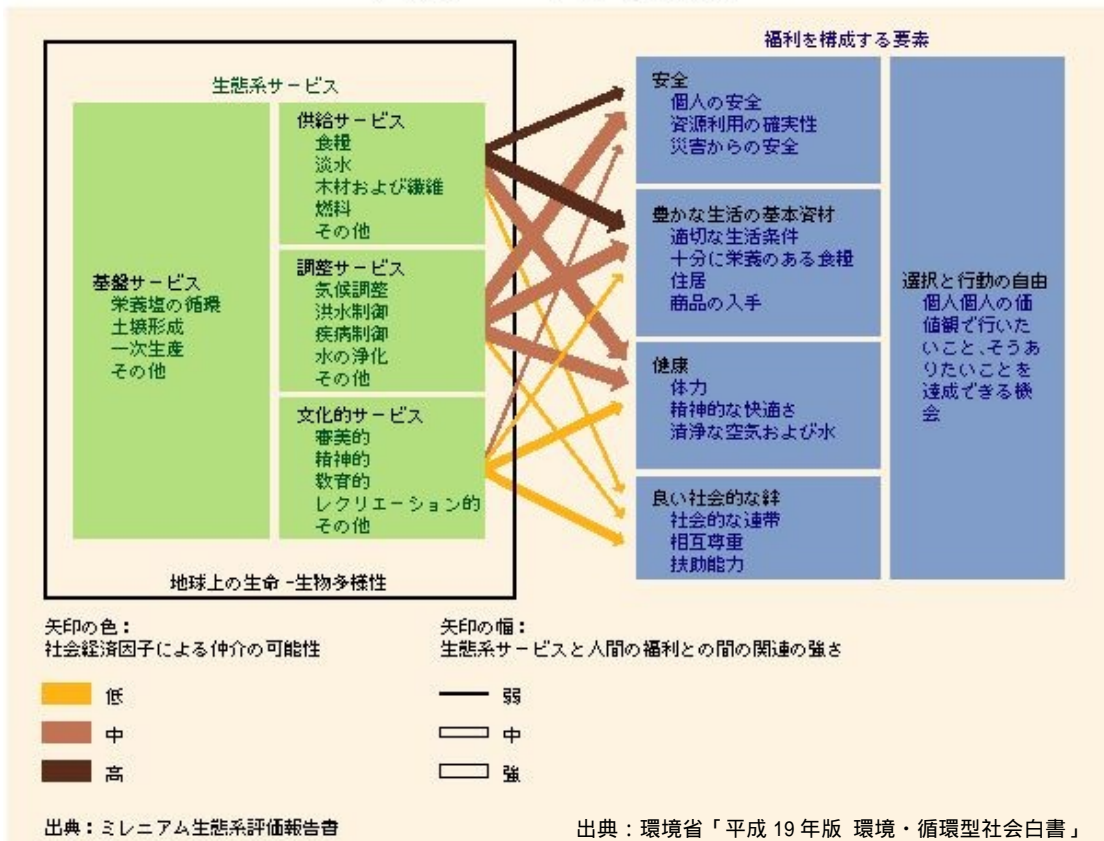 福利を構成する要素
生態系サービス
基盤サービス
栄養塩の循環
土壌形成
一次生産
その他
供給サービス
食糧
淡水
木材および繊維
燃料
その他
調整サービス
気候調整
洪水制御
疾病制御
水の浄化
その他
文化的サービス
審美的
精神的
教育的
レクリエーション的
その他
地球上の生命-生物多様性
安全
個人の安全
資源利用の確実性
災害からの安全
豊かな生活の基本資材
適切な生活条件
十分に栄養のある食糧
住居
商品の入手
健康
体力
精神的な快適さ
清浄な空気および水
良い社会的な絆
社会的な連帯
相互尊重
扶助能力
選択と行動の自由
個人個人の価
値観で行いた
いこと、そうあ
りたいことを
達成できる機
会
矢印の色：
社会経済因子による仲介の可能性
低
中
高
矢印の幅：
生態系サービスと人間の福利との間の関連の強さ
弱
中
強
出典：ミレニアム生態系評価報告書
出典：環境省「平成19年版 環境・循環型社会白書」